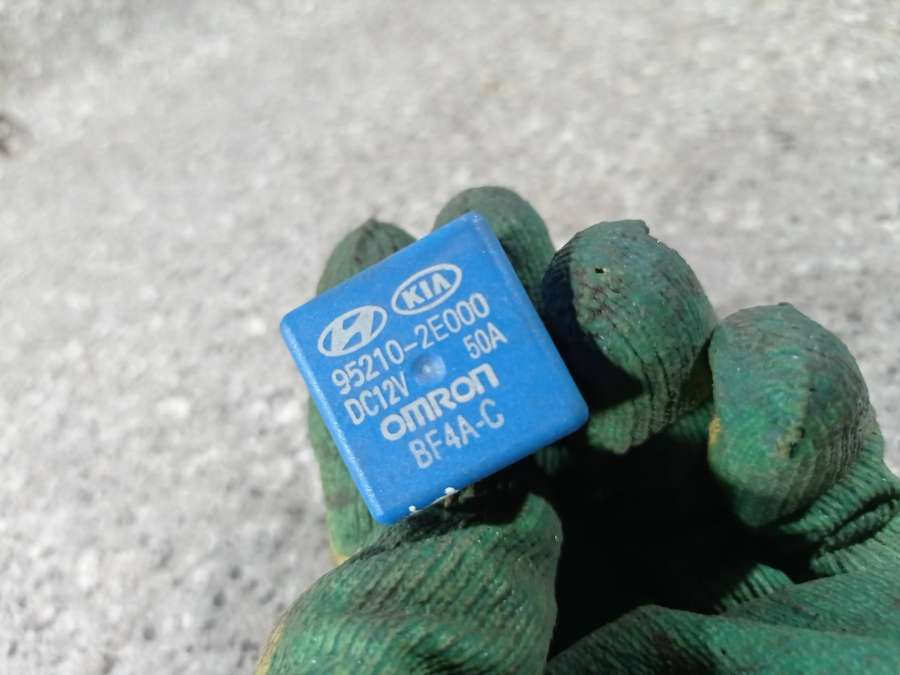 KIA
95210-2E000
DC12V 50A
OMRON
BF4A-C